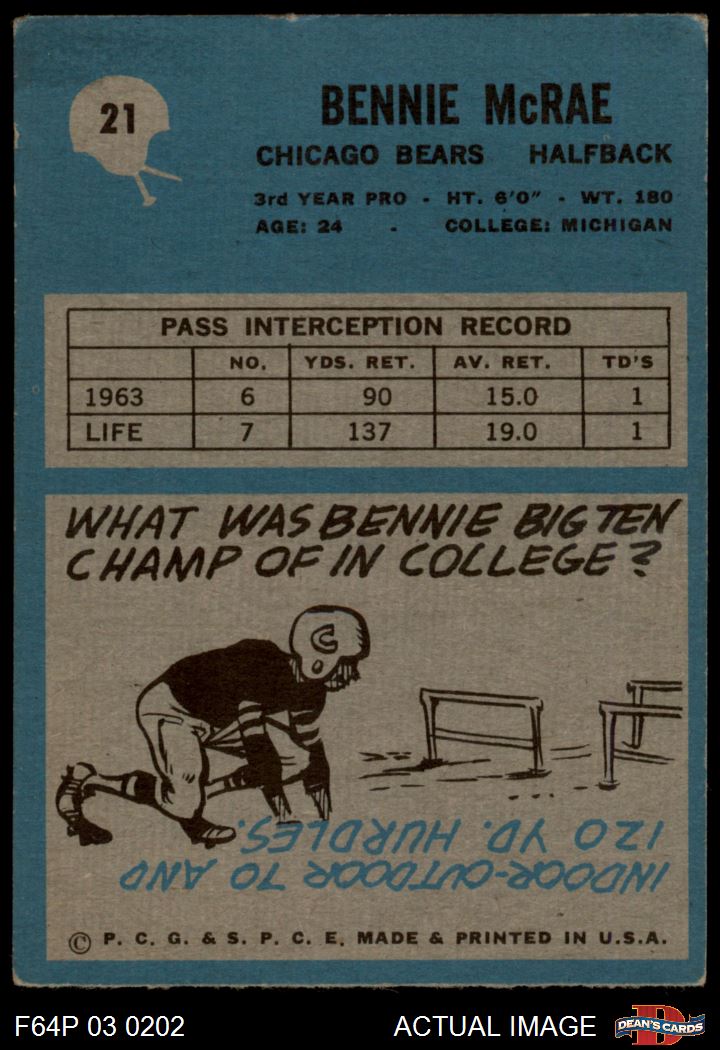 21
BENNIE McRAE
CHICAGO BEARS HALFBACK
3rd YEAR PRO - HT. 6'0" - WT. 180
AGE: 24 - COLLEGE: MICHIGAN
PASS INTERCEPTION RECORD
NO. YDS. RET. AV. RET. TD'S
1963 6 90 15.0 1
LIFE 7 137 19.0 1
WHAT WAS BENNIE BIG TEN
CHAMP OF IN COLLEGE?
C
INDOOR-OUTDOOR 70 AND
120 YD. HURDLES.
© P. C. G. & S. P. C. E. MADE & PRINTED IN U.S.A.
F64P 03 0202 ACTUAL IMAGE
D
DEAN'S CARDS